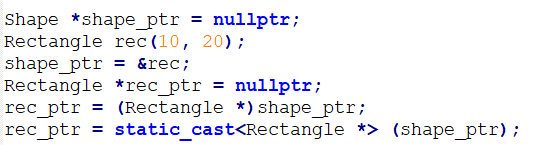 Shape *shape_ptr = nullptr;
Rectangle rec(10, 20);
shape_ptr = &rec;
Rectangle *rec_ptr = nullptr;
rec_ptr = (Rectangle *)shape_ptr;
rec_ptr = static_cast<Rectangle *> (shape_ptr);